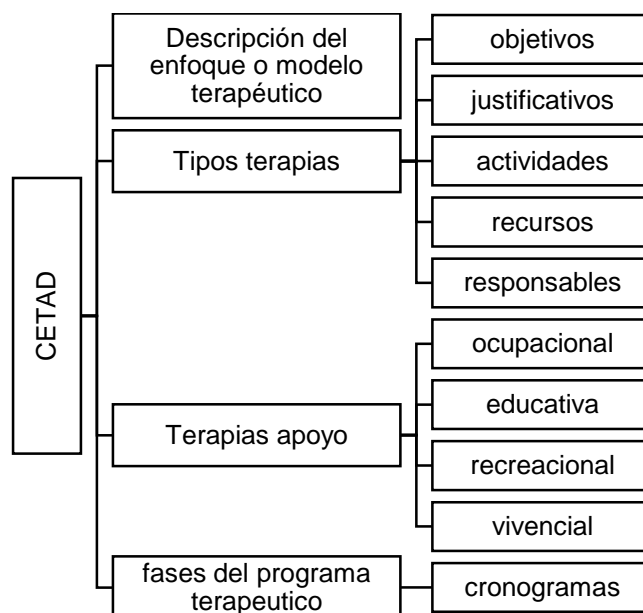 CETAD
Descripción del
enfoque o modelo
terapéutico
Tipos terapias
objetivos
justificativos
actividades
recursos
responsables
Terapias apoyo
ocupacional
educativa
recreacional
vivencial
fases del programa
terapeutico
cronogramas